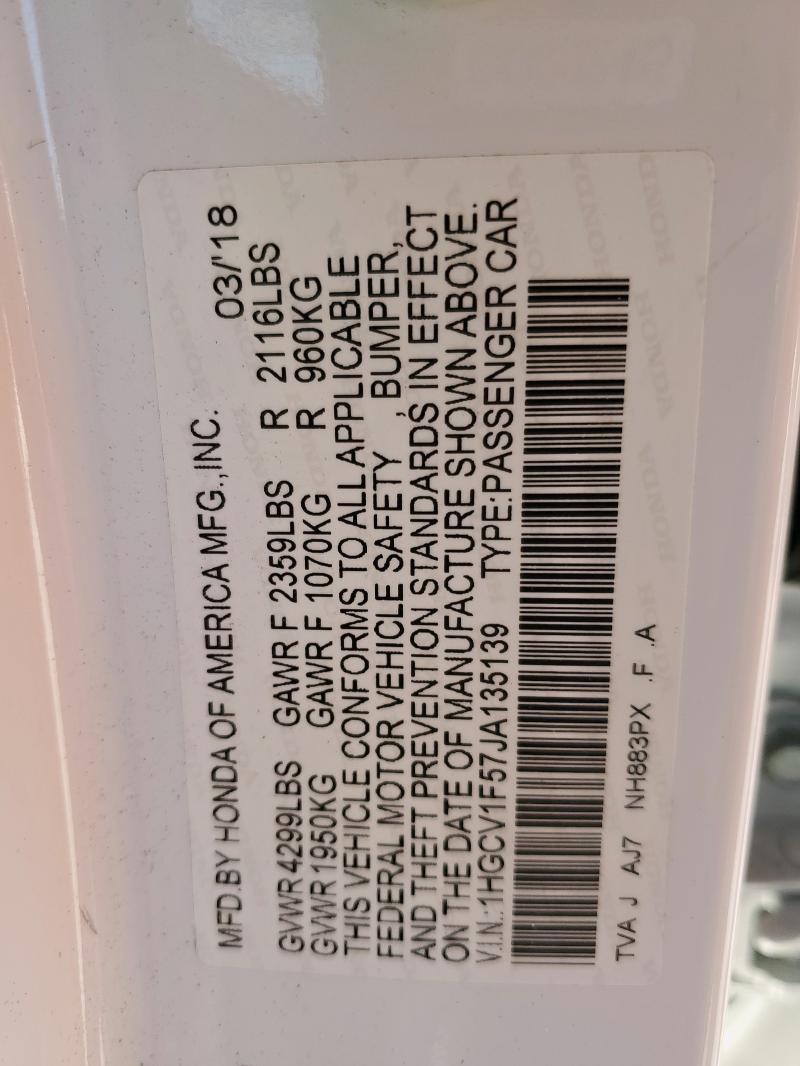 MFD.BY HONDA OF AMERICA MFG.,INC. 03/'18
GVWR 4299LBS GAWR F 2359LBS R 2116LBS
GVWR 1950KG GAWR F 1070KG R 960KG
THIS VEHICLE CONFORMS TO ALL APPLICABLE
FEDERAL MOTOR VEHICLE SAFETY , BUMPER,
AND THEFT PREVENTION STANDARDS IN EFFECT
ON THE DATE OF MANUFACTURE SHOWN ABOVE.
V.I.N.:1HGCV1F57JA135139 TYPE:PASSENGER CAR
TVA J AJ7 NH883PX .F .A